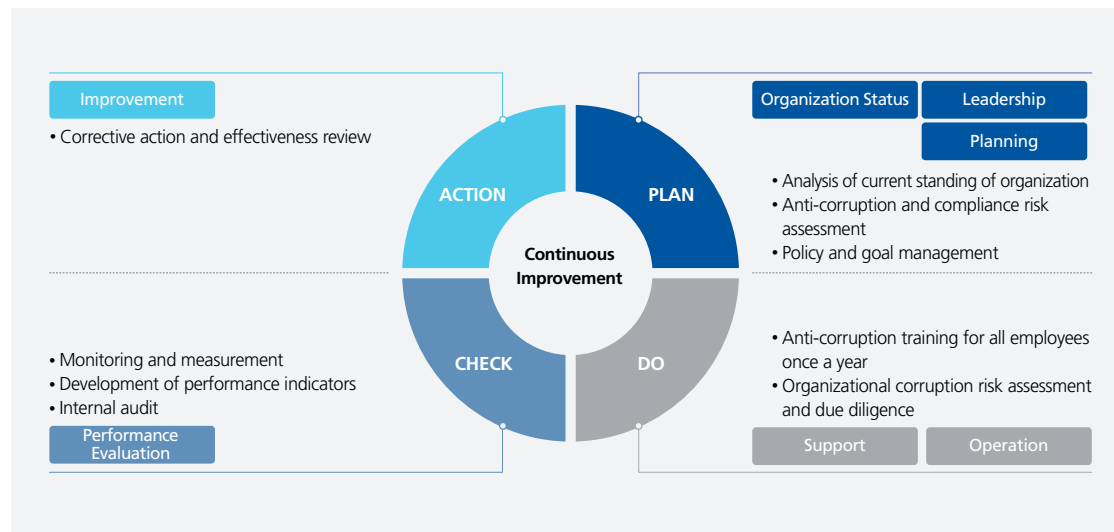 Improvement
• Corrective action and effectiveness review
ACTION
Organization Status
Leadership
Planning
• Analysis of current standing of organization
• Anti-corruption and compliance risk
assessment
• Policy and goal management
PLAN
Continuous
Improvement
• Monitoring and measurement
• Development of performance indicators
• Internal audit
Performance
Evaluation
CHECK
DO
• Anti-corruption training for all employees
once a year
• Organizational corruption risk assessment
and due diligence
Support
Operation